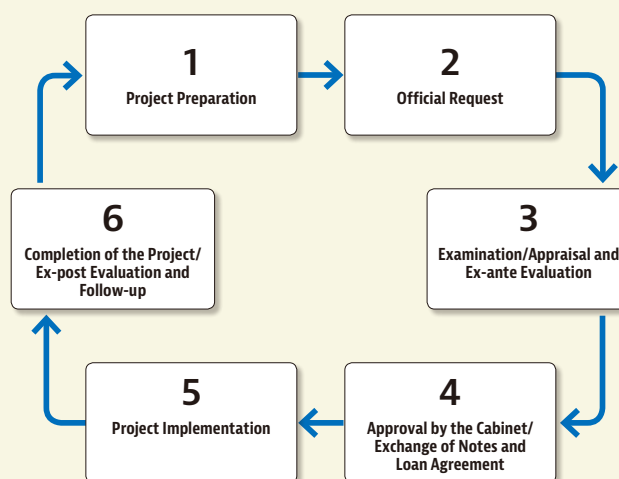 1
Project Preparation
2
Official Request
3
Examination/Appraisal and
Ex-ante Evaluation
4
Approval by the Cabinet/
Exchange of Notes and
Loan Agreement
5
Project Implementation
6
Completion of the Project/
Ex-post Evaluation and
Follow-up